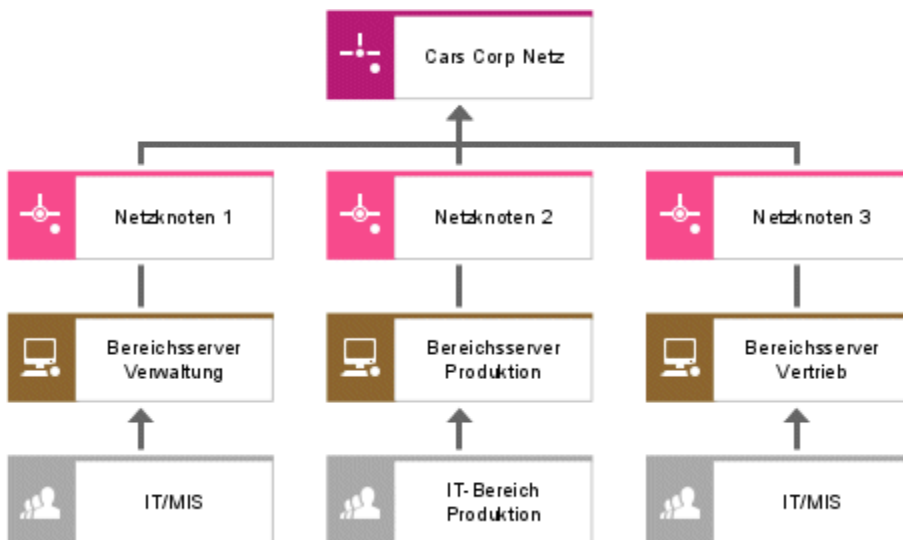 Cars Corp Netz
Netzknoten 1
Netzknoten 2
Netzknoten 3
Bereichsserver
Verwaltung
Bereichsserver
Produktion
Bereichsserver
Vertrieb
IT/MIS
IT-Bereich
Produktion
IT/MIS